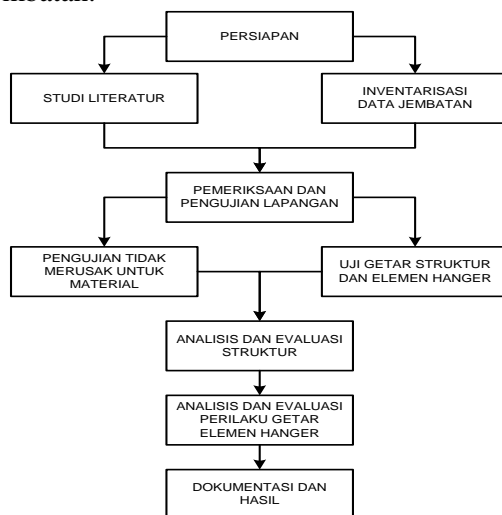 PERSIAPAN
STUDI LITERATUR
INVENTARISASI
DATA JEMBATAN
PEMERIKSAAN DAN
PENGUJIAN LAPANGAN
PENGUJIAN TIDAK
MERUSAK UNTUK
MATERIAL
UJI GETAR STRUKTUR
DAN ELEMEN HANGER
ANALISIS DAN EVALUASI
STRUKTUR
ANALISIS DAN EVALUASI
PERILAKU GETAR
ELEMEN HANGER
DOKUMENTASI DAN
HASIL